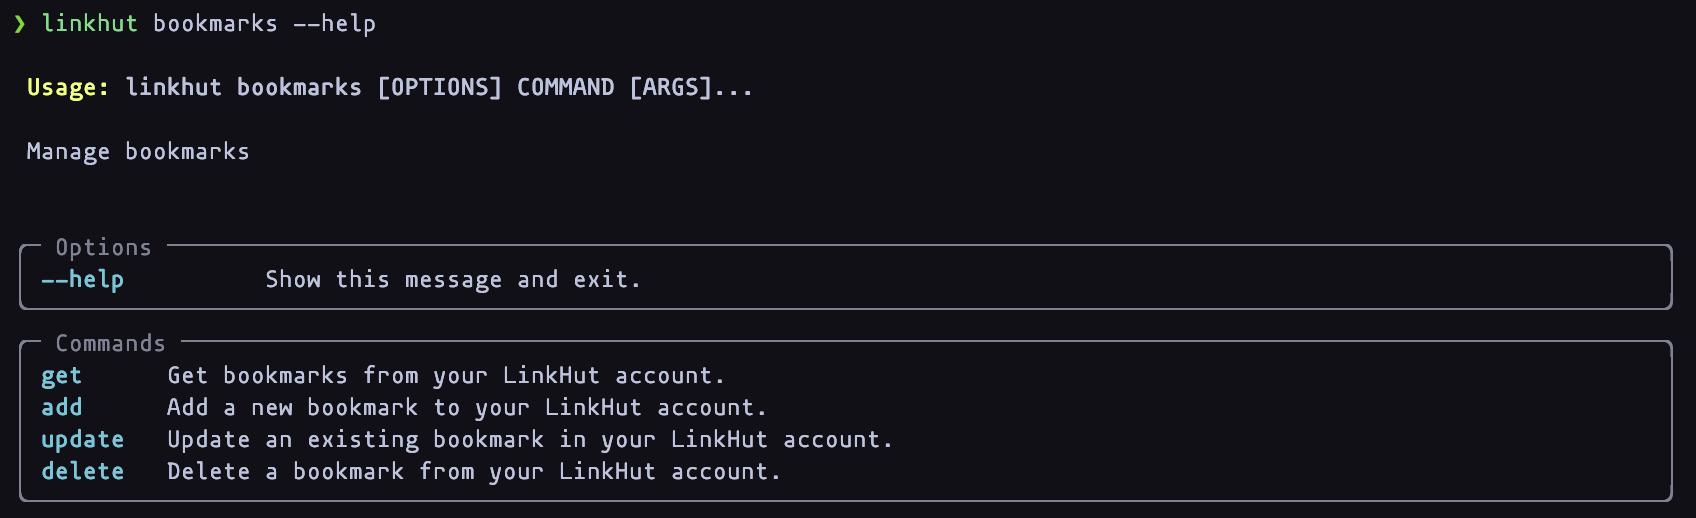 ❯ linkhut bookmarks --help
Usage: linkhut bookmarks [OPTIONS] COMMAND [ARGS]...
Manage bookmarks
Options
--help Show this message and exit.
Commands
get Get bookmarks from your LinkHut account.
add Add a new bookmark to your LinkHut account.
update Update an existing bookmark in your LinkHut account.
delete Delete a bookmark from your LinkHut account.